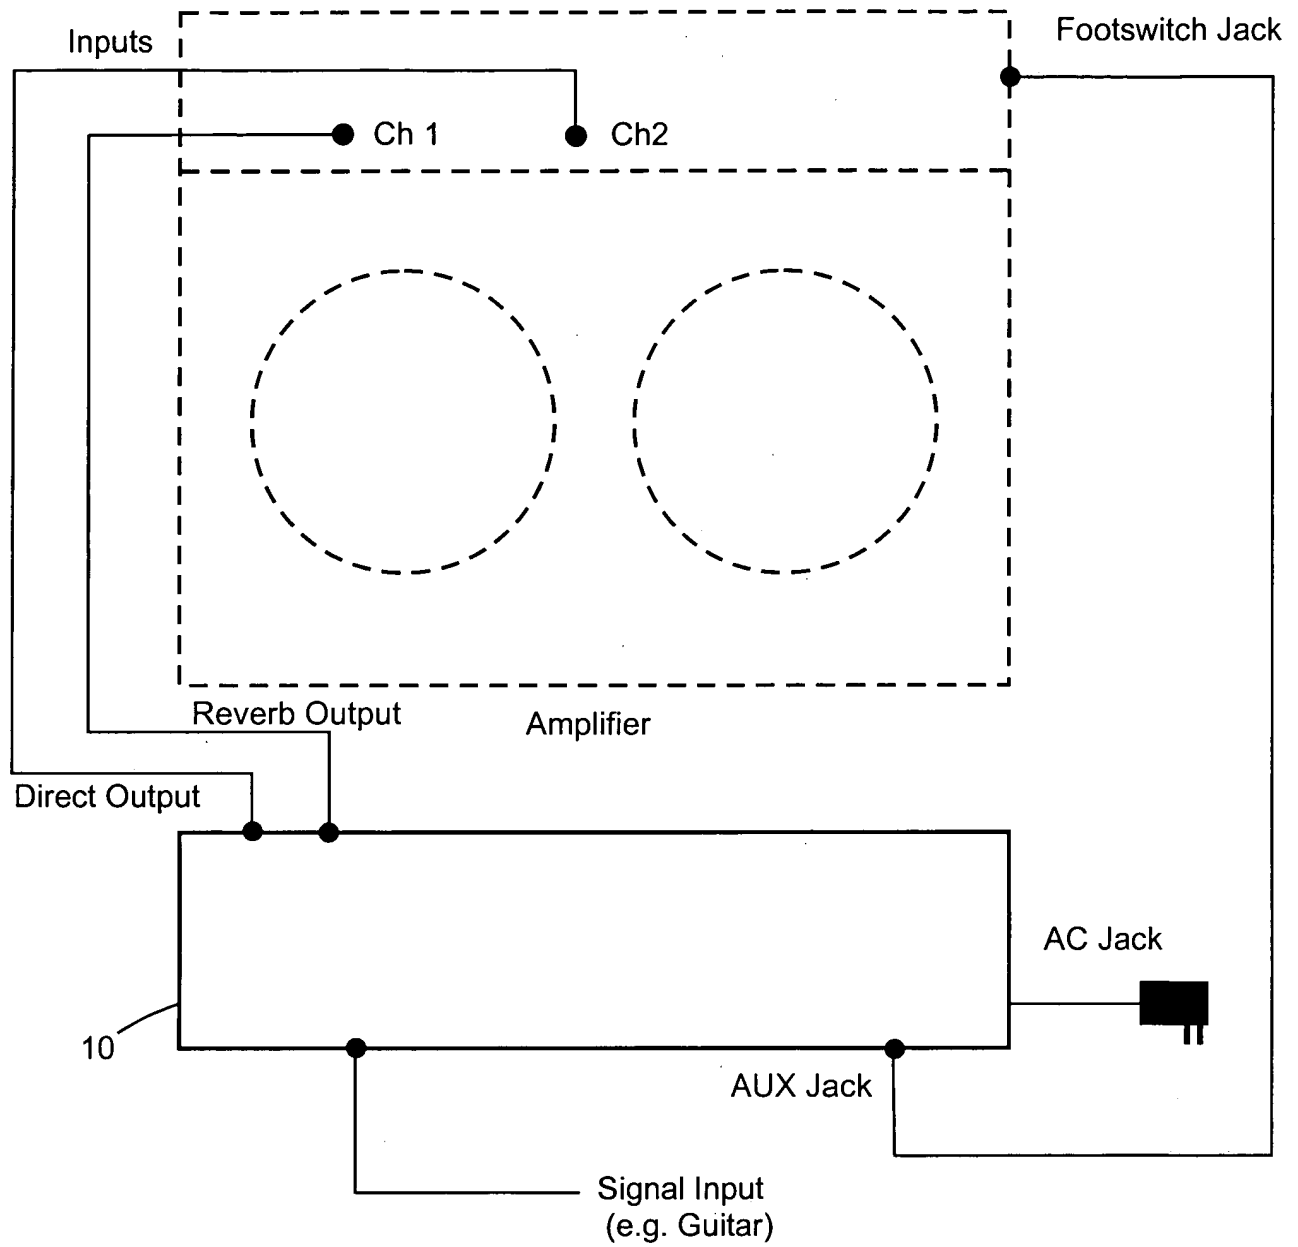 Footswitch Jack
Inputs
Ch 1
Ch2
Reverb Output
Amplifier
Direct Output
AC Jack
10
AUX Jack
Signal Input
(e.g. Guitar)